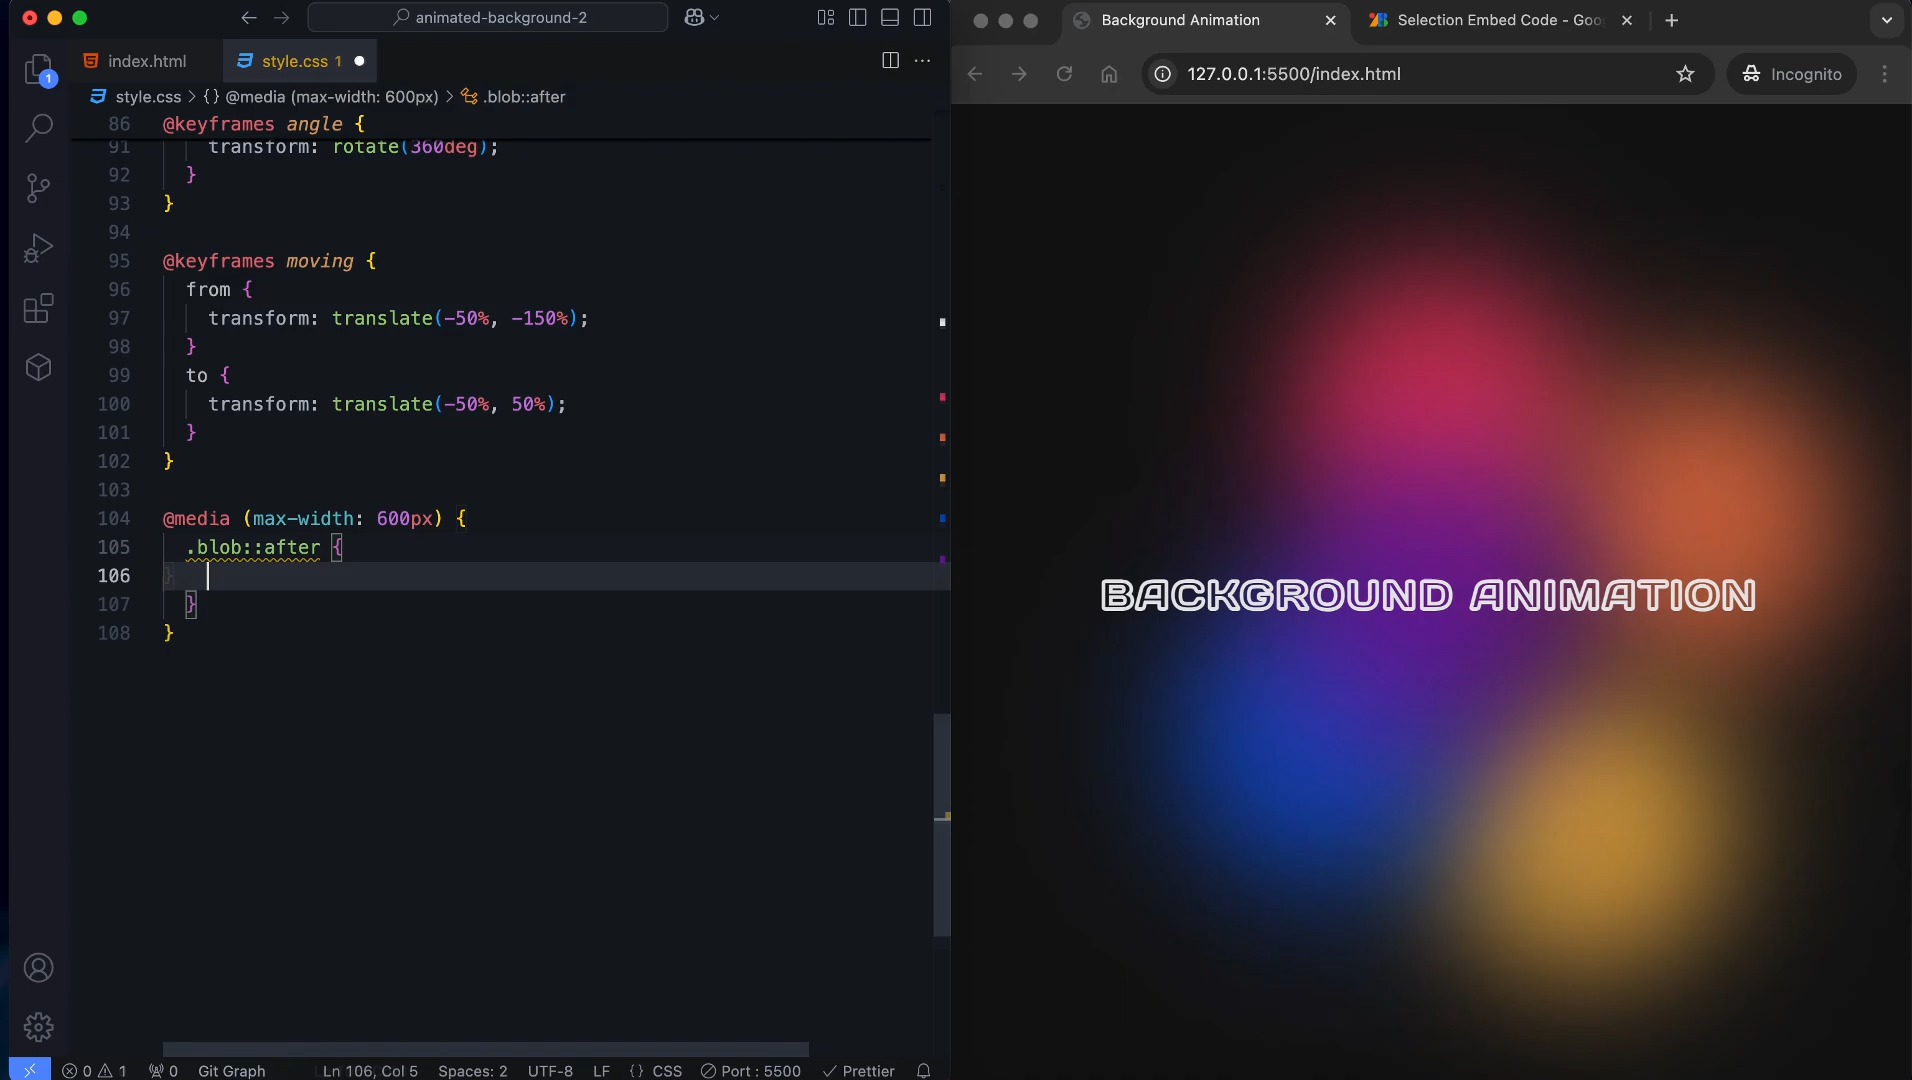 animated-background-2
index.html
style.css 1
style.css > {} @media (max-width: 600px) > .blob::after
86 @keyframes angle {
91 transform: rotate(360deg);
92 }
93 }
94
95 @keyframes moving {
96 from {
97 transform: translate(-50%, -150%);
98 }
99 to {
100 transform: translate(-50%, 50%);
101 }
102 }
103
104 @media (max-width: 600px) {
105 .blob::after {
106 }
107 }
108 }
1
0 1 0 Git Graph Ln 106, Col 5 Spaces: 2 UTF-8 LF {} CSS Port : 5500 Prettier
Background Animation
Selection Embed Code - Goo
127.0.0.1:5500/index.html
Incognito
BACKGROUND ANIMATION